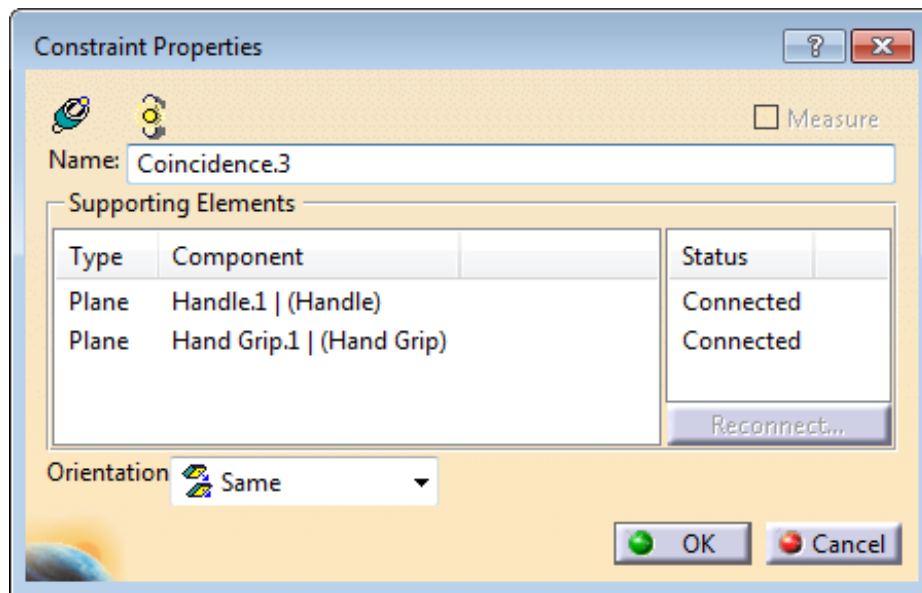 Constraint Properties
Measure
Name: Coincidence.3
Supporting Elements
Type Component Status
Plane Handle.1 | (Handle) Connected
Plane Hand Grip.1 | (Hand Grip) Connected
Reconnect...
Orientation Same
OK Cancel